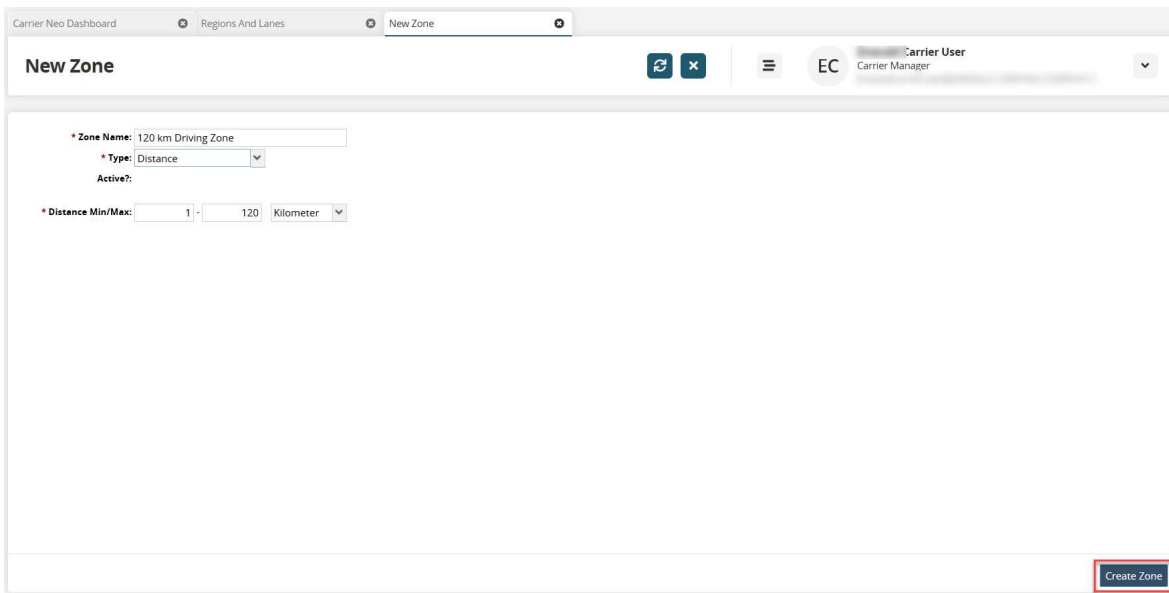 Carrier Neo Dashboard Regions And Lanes New Zone
New Zone
EC
Carrier User
Carrier Manager
* Zone Name: 120 km Driving Zone
* Type: Distance
Active?:
* Distance Min/Max: 1 - 120 Kilometer
Create Zone